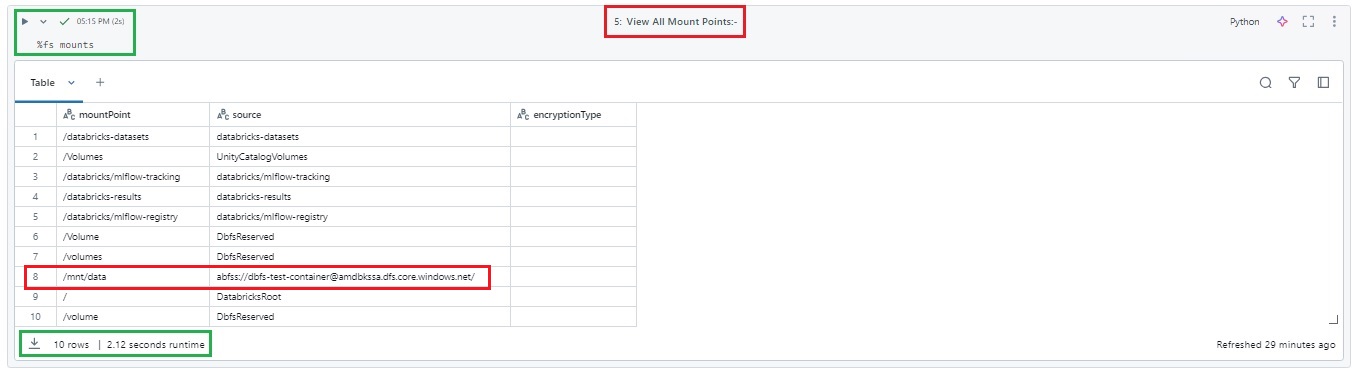 05:15 PM (2s)
5: View All Mount Points:-
Python
%fs mounts
Table
mountPoint source encryptionType
1 /databricks-datasets databricks-datasets
2 /Volumes UnityCatalogVolumes
3 /databricks/mlflow-tracking databricks/mlflow-tracking
4 /databricks-results databricks-results
5 /databricks/mlflow-registry databricks/mlflow-registry
6 /Volume DbfsReserved
7 /volumes DbfsReserved
8 /mnt/data abfss://dbfs-test-container@amdbkssa.dfs.core.windows.net/
9 / DatabricksRoot
10 /volume DbfsReserved
10 rows | 2.12 seconds runtime
Refreshed 29 minutes ago